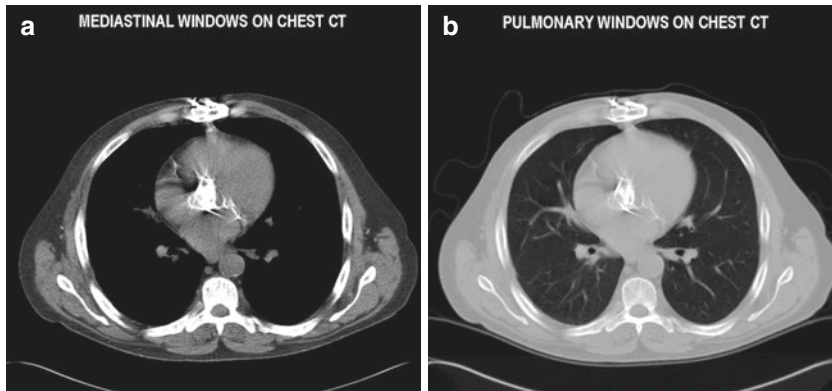 a
MEDIASTINAL WINDOWS ON CHEST CT
b
PULMONARY WINDOWS ON CHEST CT